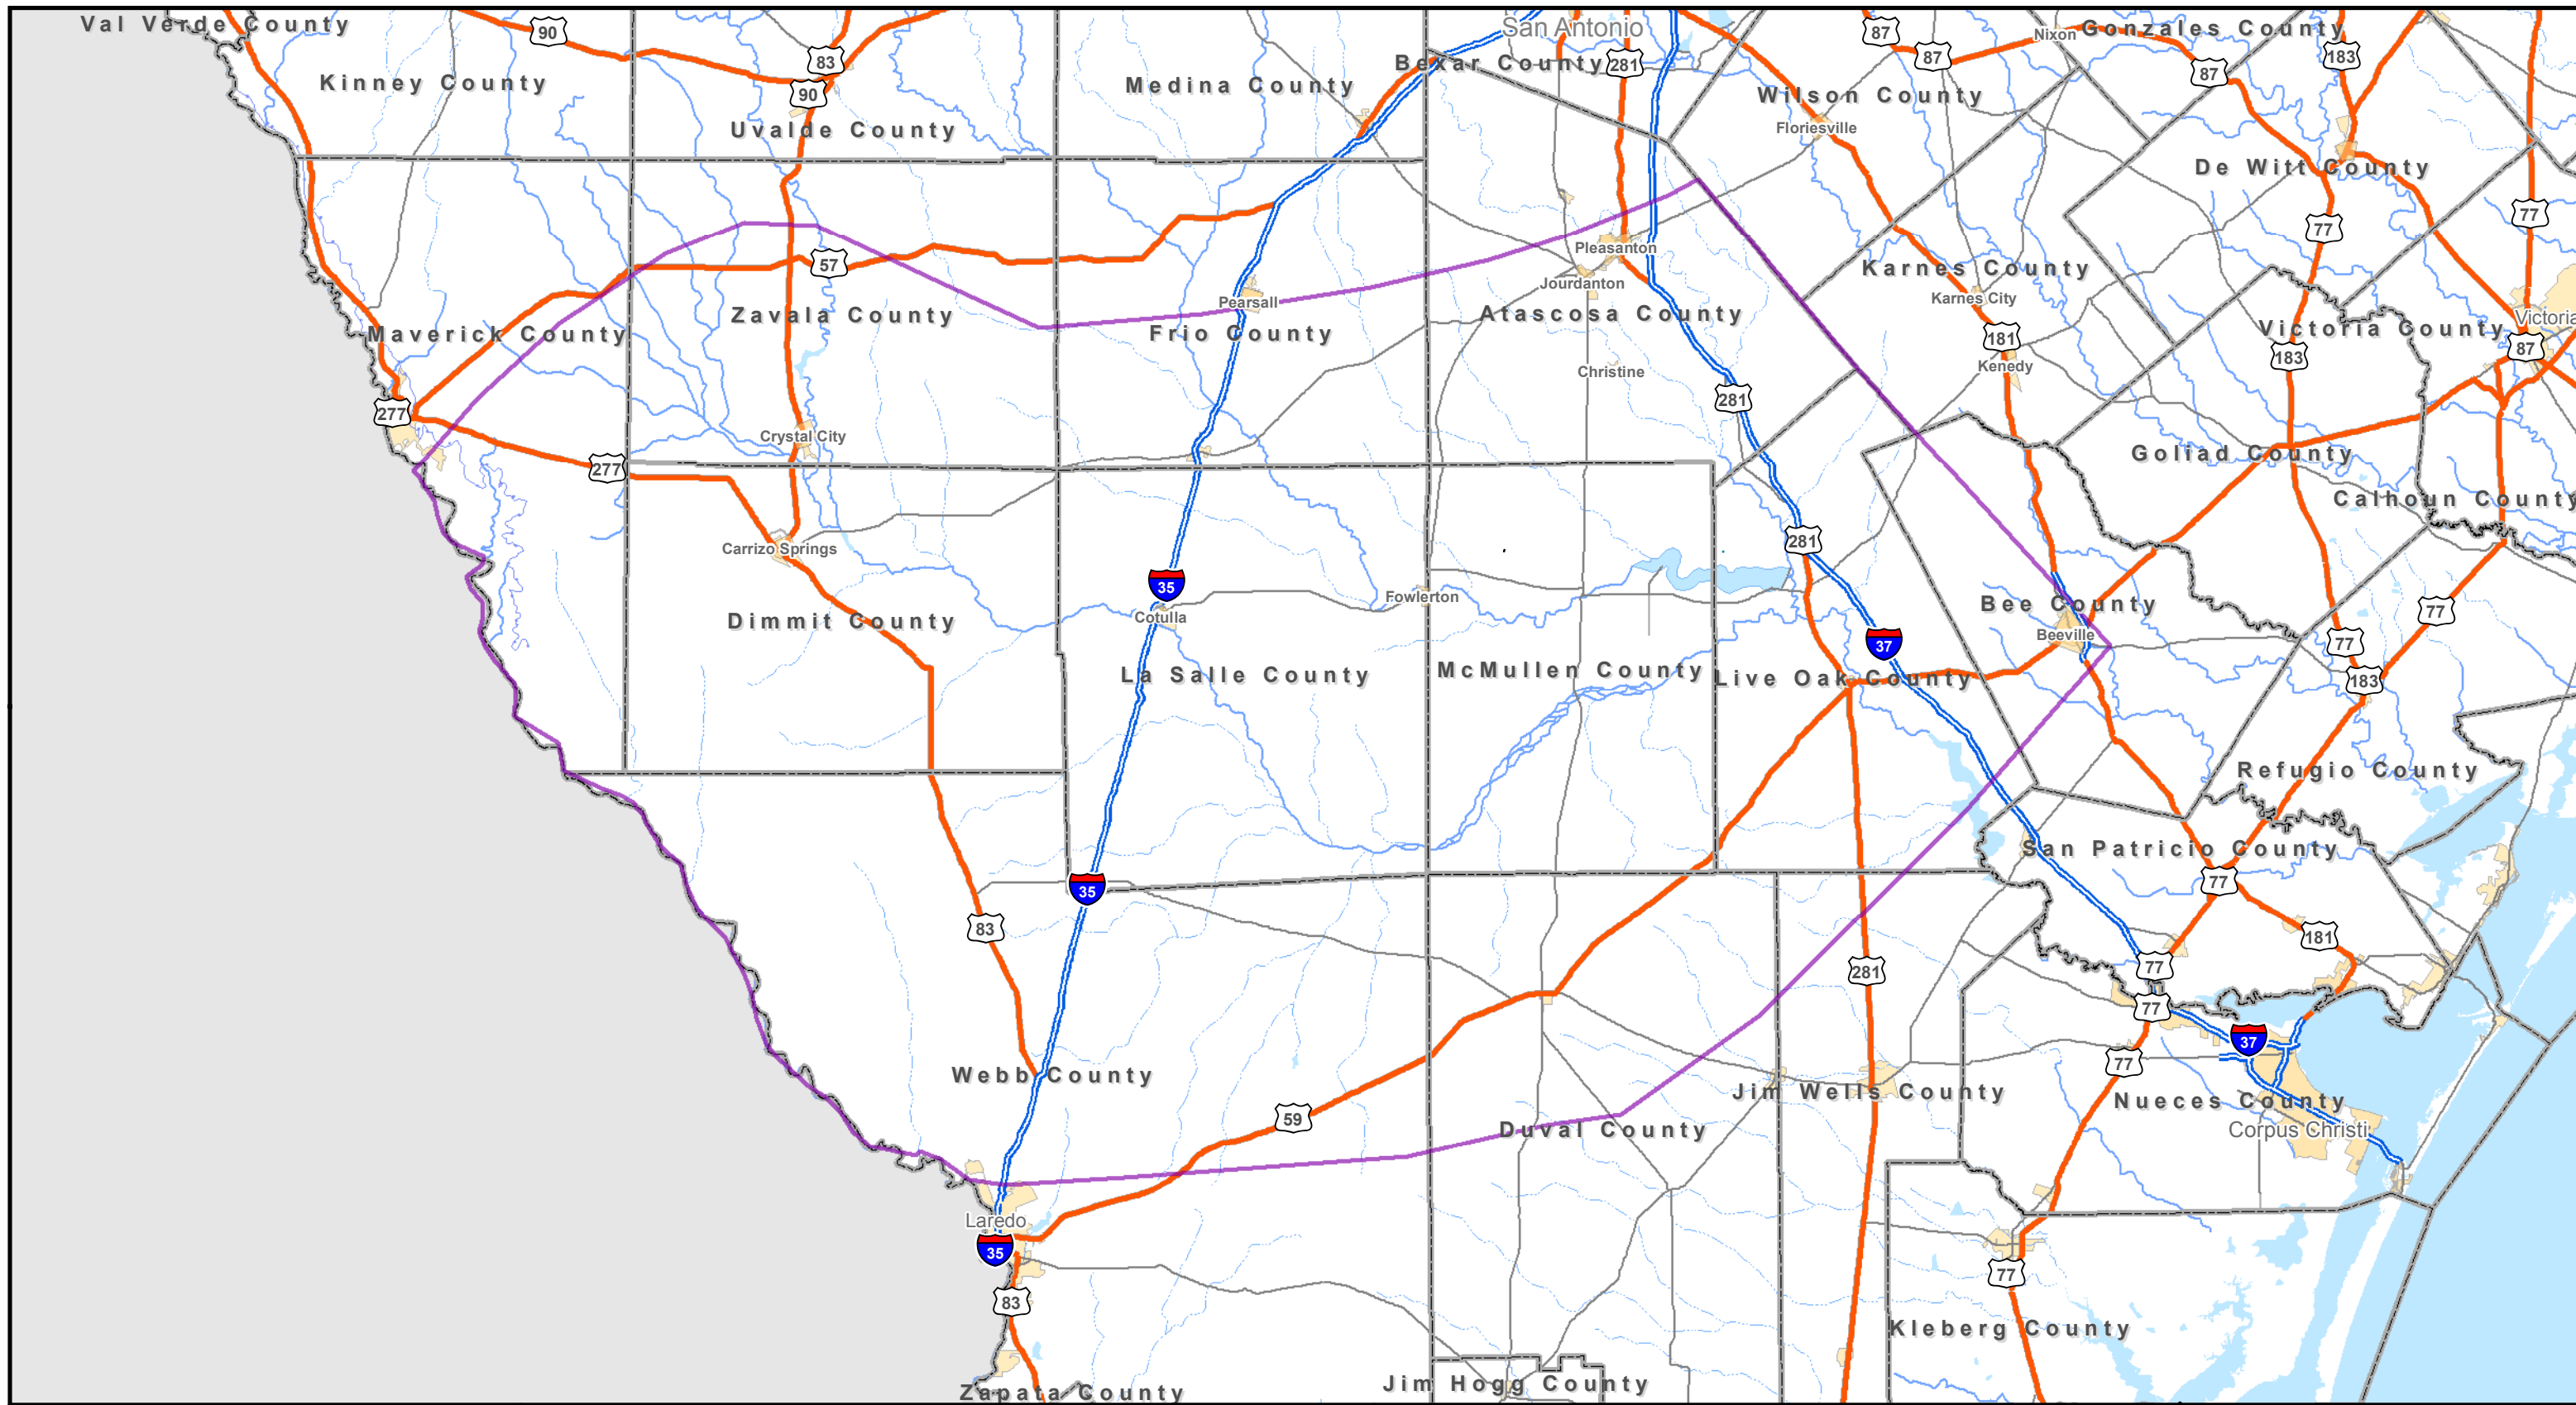 Val Verde County
90
San Antonio
87
Nixon
Gonzales County
83
Bexar County
281
87
183
87
Kinney County
Medina County
90
Wilson County
Uvalde County
Floriesville
De Witt County
77
77
57
Pleasanton
Karnes County
Jourdanton
Karnes City
Pearsall
Zavala County
Atascosa County
Victoria
Maverick County
Frio County
Victoria County
181
87
183
Kenedy
Christine
281
277
Crystal City
Goliad County
277
Calhoun County
281
Carrizo Springs
35
Fowlerton
Bee County
77
Cotulla
Dimmit County
Beeville
77
37
La Salle County
McMullen County
Live Oak County
183
Refugio County
San Patricio County
35
77
83
181
77
281
77
37
77
Webb County
Jim Wells County
Nueces County
59
Duval County
Corpus Christi
Laredo
35
77
83
Kleberg County
Jim Hogg County
Zapata County